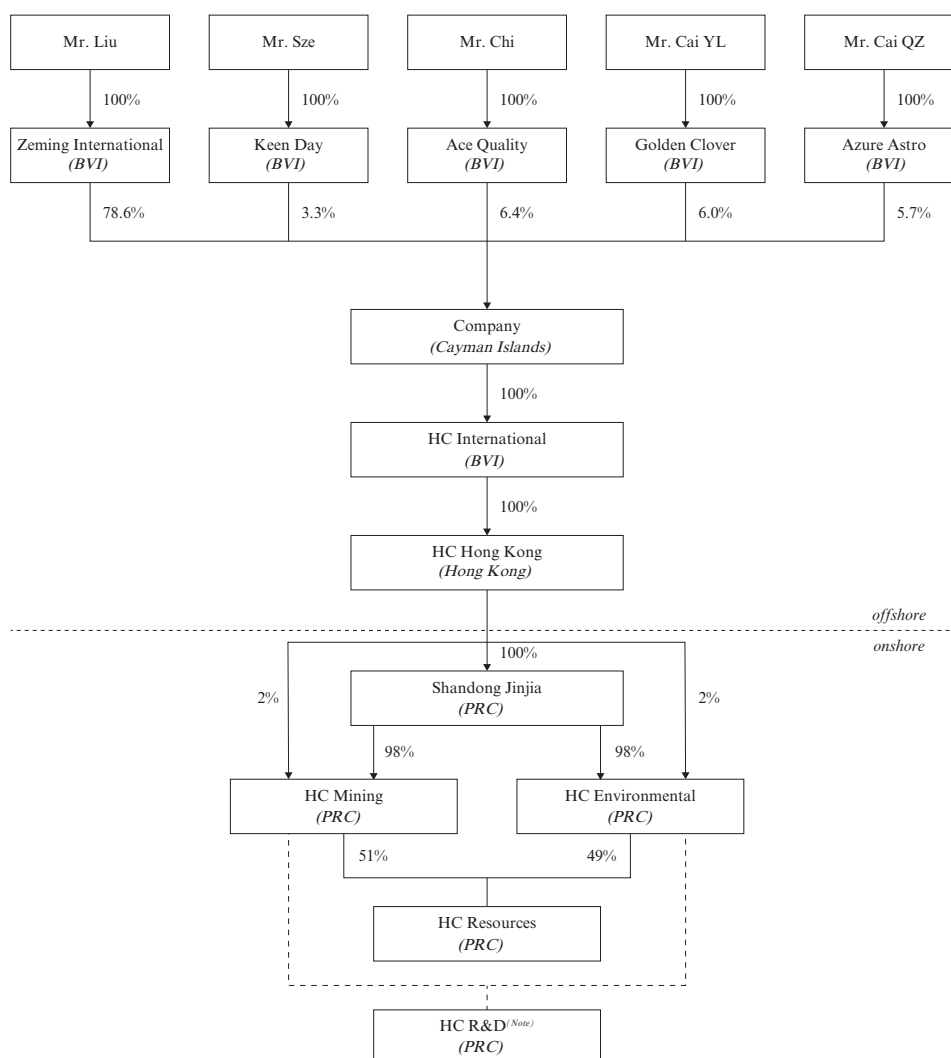 Mr. Liu
Mr. Sze
Mr. Chi
Mr. Cai YL
Mr. Cai QZ
100%
100%
100%
100%
100%
Zeming International
(BVI)
Keen Day
(BVI)
Ace Quality
(BVI)
Golden Clover
(BVI)
Azure Astro
(BVI)
78.6%
3.3%
6.4%
6.0%
5.7%
Company
(Cayman Islands)
100%
HC International
(BVI)
100%
HC Hong Kong
(Hong Kong)
offshore
onshore
100%
Shandong Jinjia
(PRC)
2%
2%
98%
98%
HC Mining
(PRC)
HC Environmental
(PRC)
51%
49%
HC Resources
(PRC)
HC R&D(Note)
(PRC)